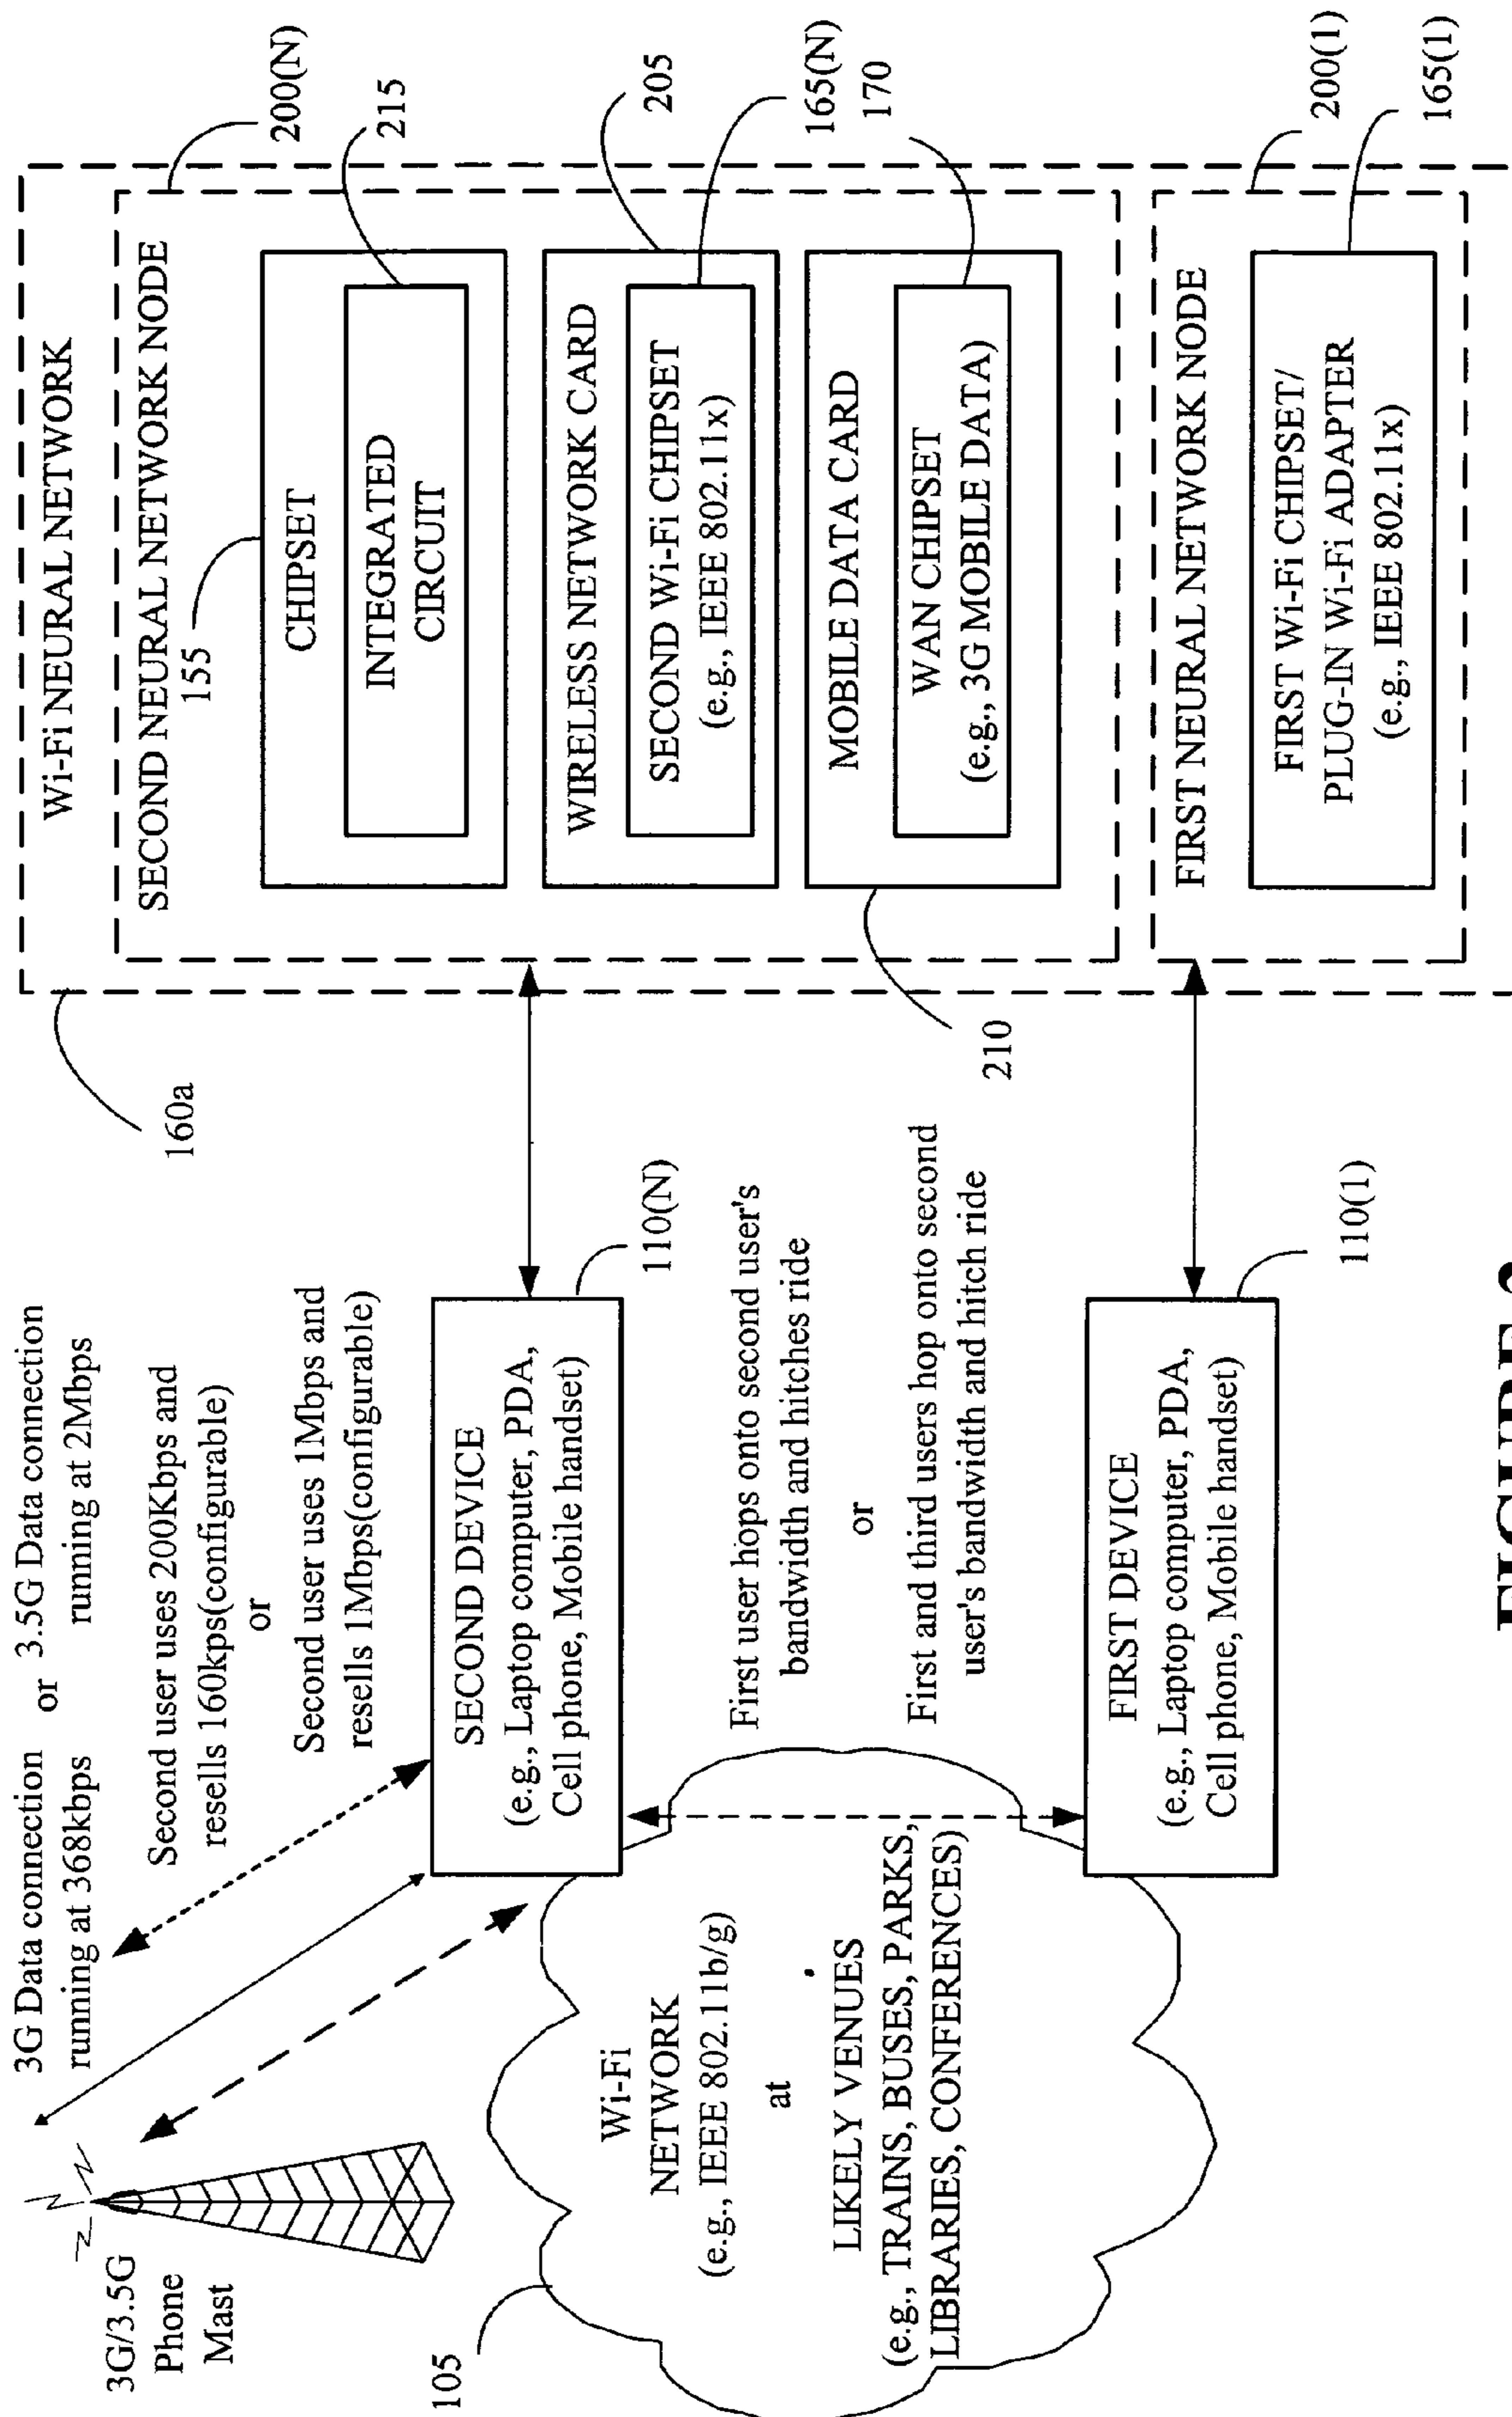 3G/3.5G
Phone
Mast
3G Data connection
running at 368kbps
or
3.5G Data connection
running at 2Mbps
Second user uses 200Kbps and
resells 160kps(configurable)
or
Second user uses 1Mbps and
resells 1Mbps(configurable)
160a
Wi-Fi NEURAL NETWORK
SECOND NEURAL NETWORK NODE
200(N)
155
CHIPSET
INTEGRATED
CIRCUIT
215
WIRELESS NETWORK CARD
205
SECOND Wi-Fi CHIPSET
(e.g., IEEE 802.11x)
165(N)
MOBILE DATA CARD
170
WAN CHIPSET
(e.g., 3G MOBILE DATA)
210
FIRST NEURAL NETWORK NODE
200(1)
FIRST Wi-Fi CHIPSET/
PLUG-IN Wi-Fi ADAPTER
(e.g., IEEE 802.11x)
165(1)
SECOND DEVICE
(e.g., Laptop computer, PDA,
Cell phone, Mobile handset)
110(N)
First user hops onto second user's
bandwidth and hitches ride
or
First and third users hop onto second
user's bandwidth and hitch ride
FIRST DEVICE
(e.g., Laptop computer, PDA,
Cell phone, Mobile handset)
110(1)
105
Wi-Fi
NETWORK
(e.g., IEEE 802.11b/g)
at
LIKELY VENUES
(e.g., TRAINS, BUSES, PARKS,
LIBRARIES, CONFERENCES)
FIGURE